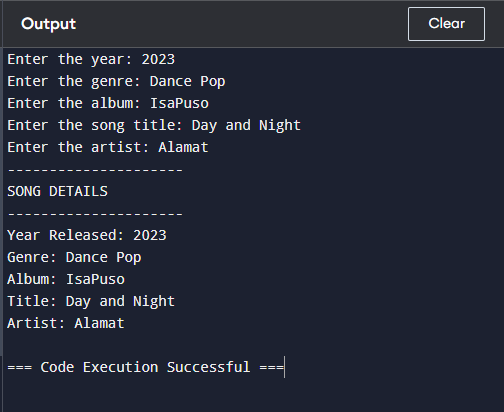 Output
Clear
Enter the year: 2023
Enter the genre: Dance Pop
Enter the album: IsaPuso
Enter the song title: Day and Night
Enter the artist: Alamat
---------------------
SONG DETAILS
---------------------
Year Released: 2023
Genre: Dance Pop
Album: IsaPuso
Title: Day and Night
Artist: Alamat
=== Code Execution Successful ===